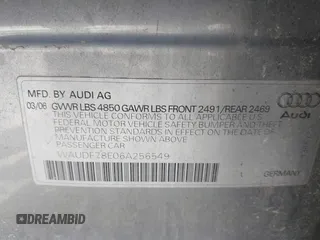 MFD. BY AUDI AG
03/06 GVWR LBS 4850 GAWR LBS FRONT 2491/REAR 2469
THIS VEHICLE CONFORMS TO ALL APPLICABLE U.S.
FEDERAL MOTOR VEHICLE SAFETY BUMPER AND THEFT
PREVENTION STANDARDS IN EFFECT ON THE DATE OF
MANUFACTURE SHOWN ABOVE
PASSENGER CAR
WAUDF78E06A256549
GERMANY
Audi
DREAMBID